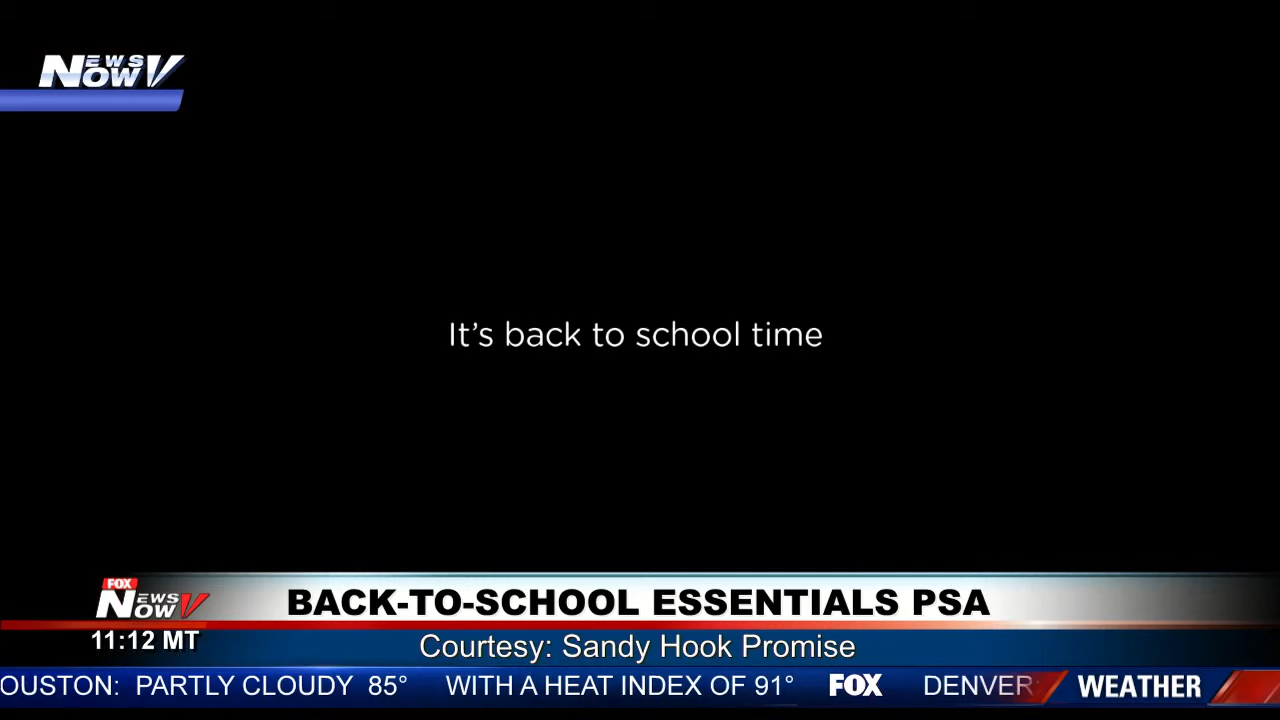 NEWS NOW
It's back to school time
FOX
NEWS NOW
BACK-TO-SCHOOL ESSENTIALS PSA
11:12 MT
Courtesy: Sandy Hook Promise
OUSTON: PARTLY CLOUDY 85° WITH A HEAT INDEX OF 91° FOX DENVER: WEATHER